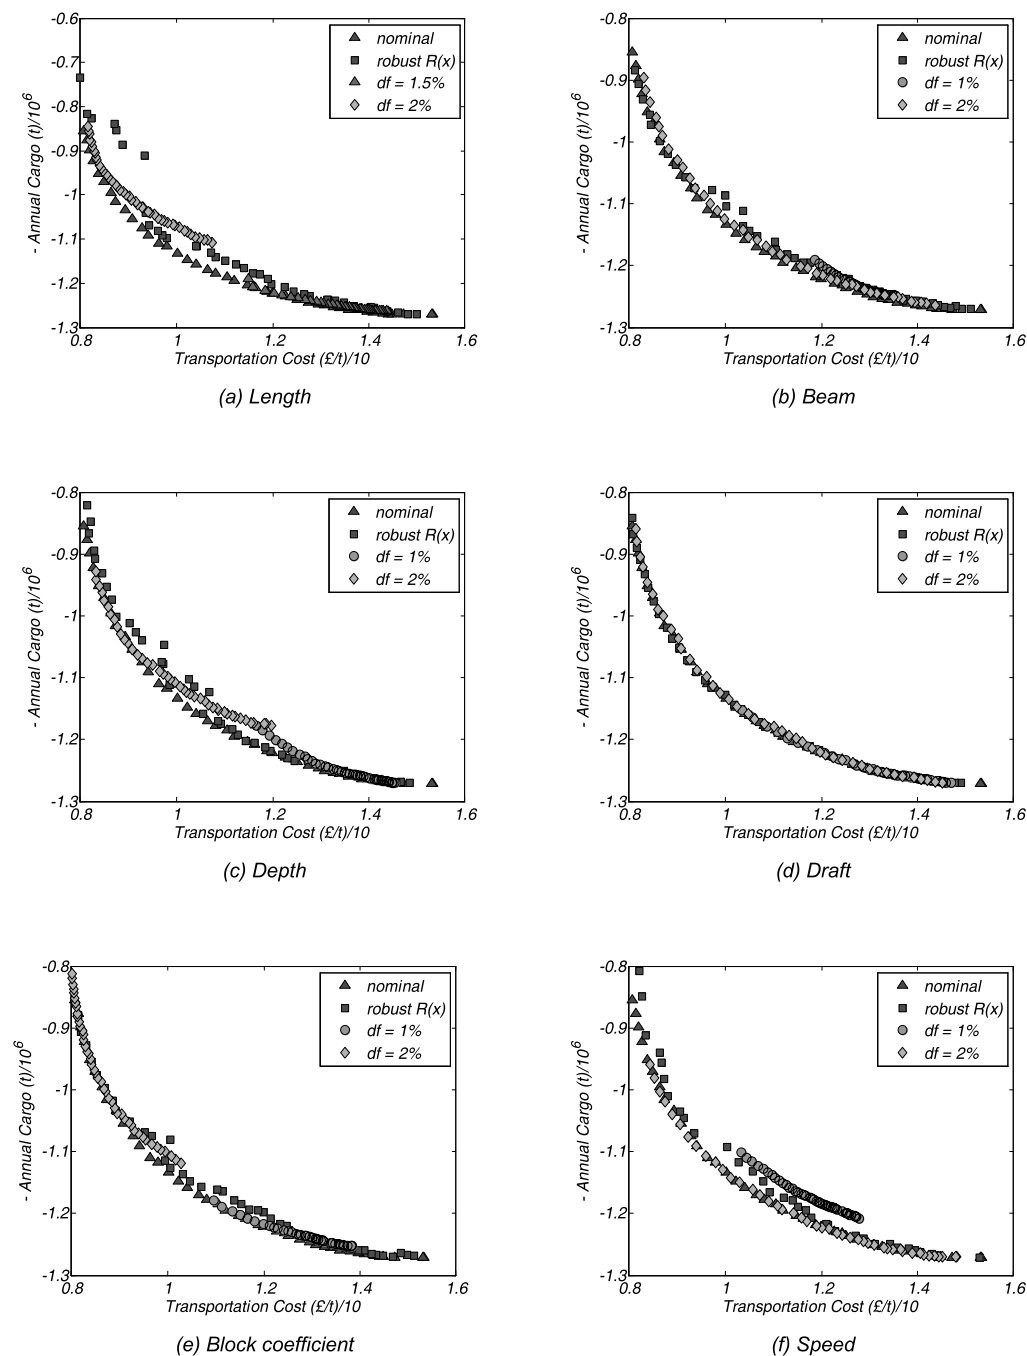 -0.6
-0.7
-0.8
-0.9
-1
-1.1
-1.2
-1.3
- Annual Cargo (t)/10^6
nominal
robust R(x)
df = 1.5%
df = 2%
0.8 1 1.2 1.4 1.6
Transportation Cost (£/t)/10
(a) Length
-0.8
-0.9
-1
-1.1
-1.2
-1.3
- Annual Cargo (t)/10^6
nominal
robust R(x)
df = 1%
df = 2%
0.8 1 1.2 1.4 1.6
Transportation Cost (£/t)/10
(b) Beam
-0.8
-0.9
-1
-1.1
-1.2
-1.3
- Annual Cargo (t)/10^6
nominal
robust R(x)
df = 1%
df = 2%
0.8 1 1.2 1.4 1.6
Transportation Cost (£/t)/10
(c) Depth
-0.8
-0.9
-1
-1.1
-1.2
-1.3
- Annual Cargo (t)/10^6
nominal
robust R(x)
df = 1%
df = 2%
0.8 1 1.2 1.4 1.6
Transportation Cost (£/t)/10
(d) Draft
-0.8
-0.9
-1
-1.1
-1.2
-1.3
- Annual Cargo (t)/10^6
nominal
robust R(x)
df = 1%
df = 2%
0.8 1 1.2 1.4 1.6
Transportation Cost (£/t)/10
(e) Block coefficient
-0.8
-0.9
-1
-1.1
-1.2
-1.3
- Annual Cargo (t)/10^6
nominal
robust R(x)
df = 1%
df = 2%
0.8 1 1.2 1.4 1.6
Transportation Cost (£/t)/10
(f) Speed